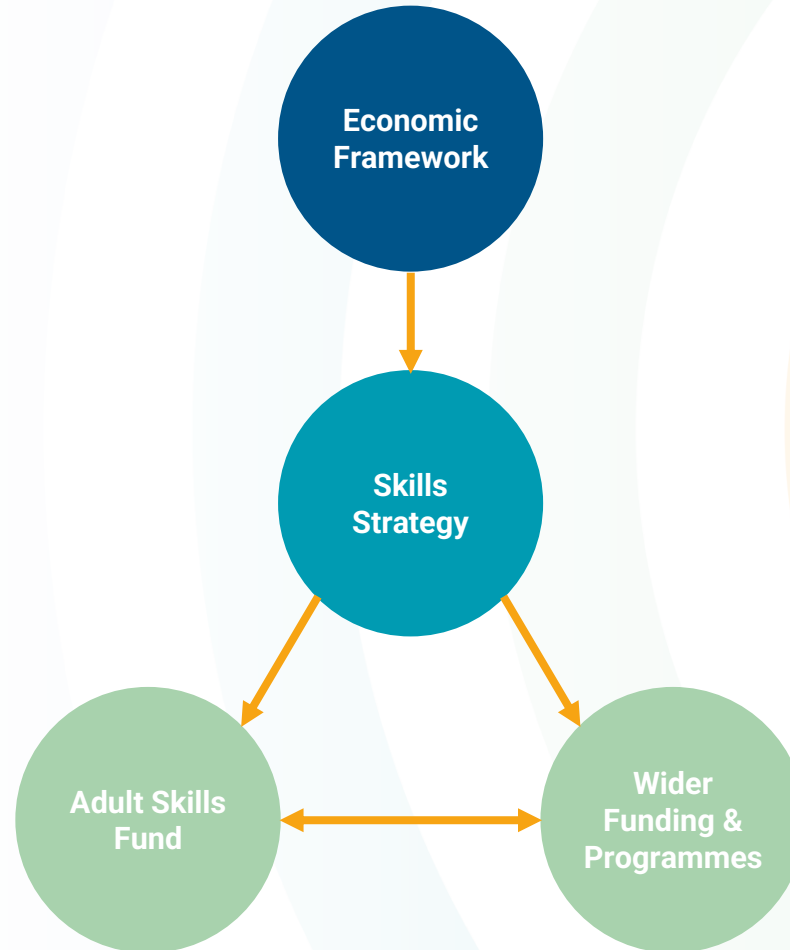 Economic
Framework
Skills
Strategy
Adult Skills
Fund
Wider
Funding &
Programmes